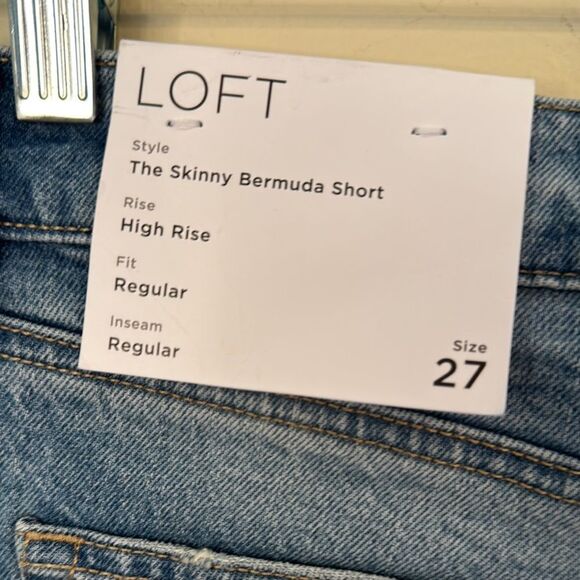 LOFT
Style
The Skinny Bermuda Short
Rise
High Rise
Fit
Regular
Inseam
Regular
Size
27